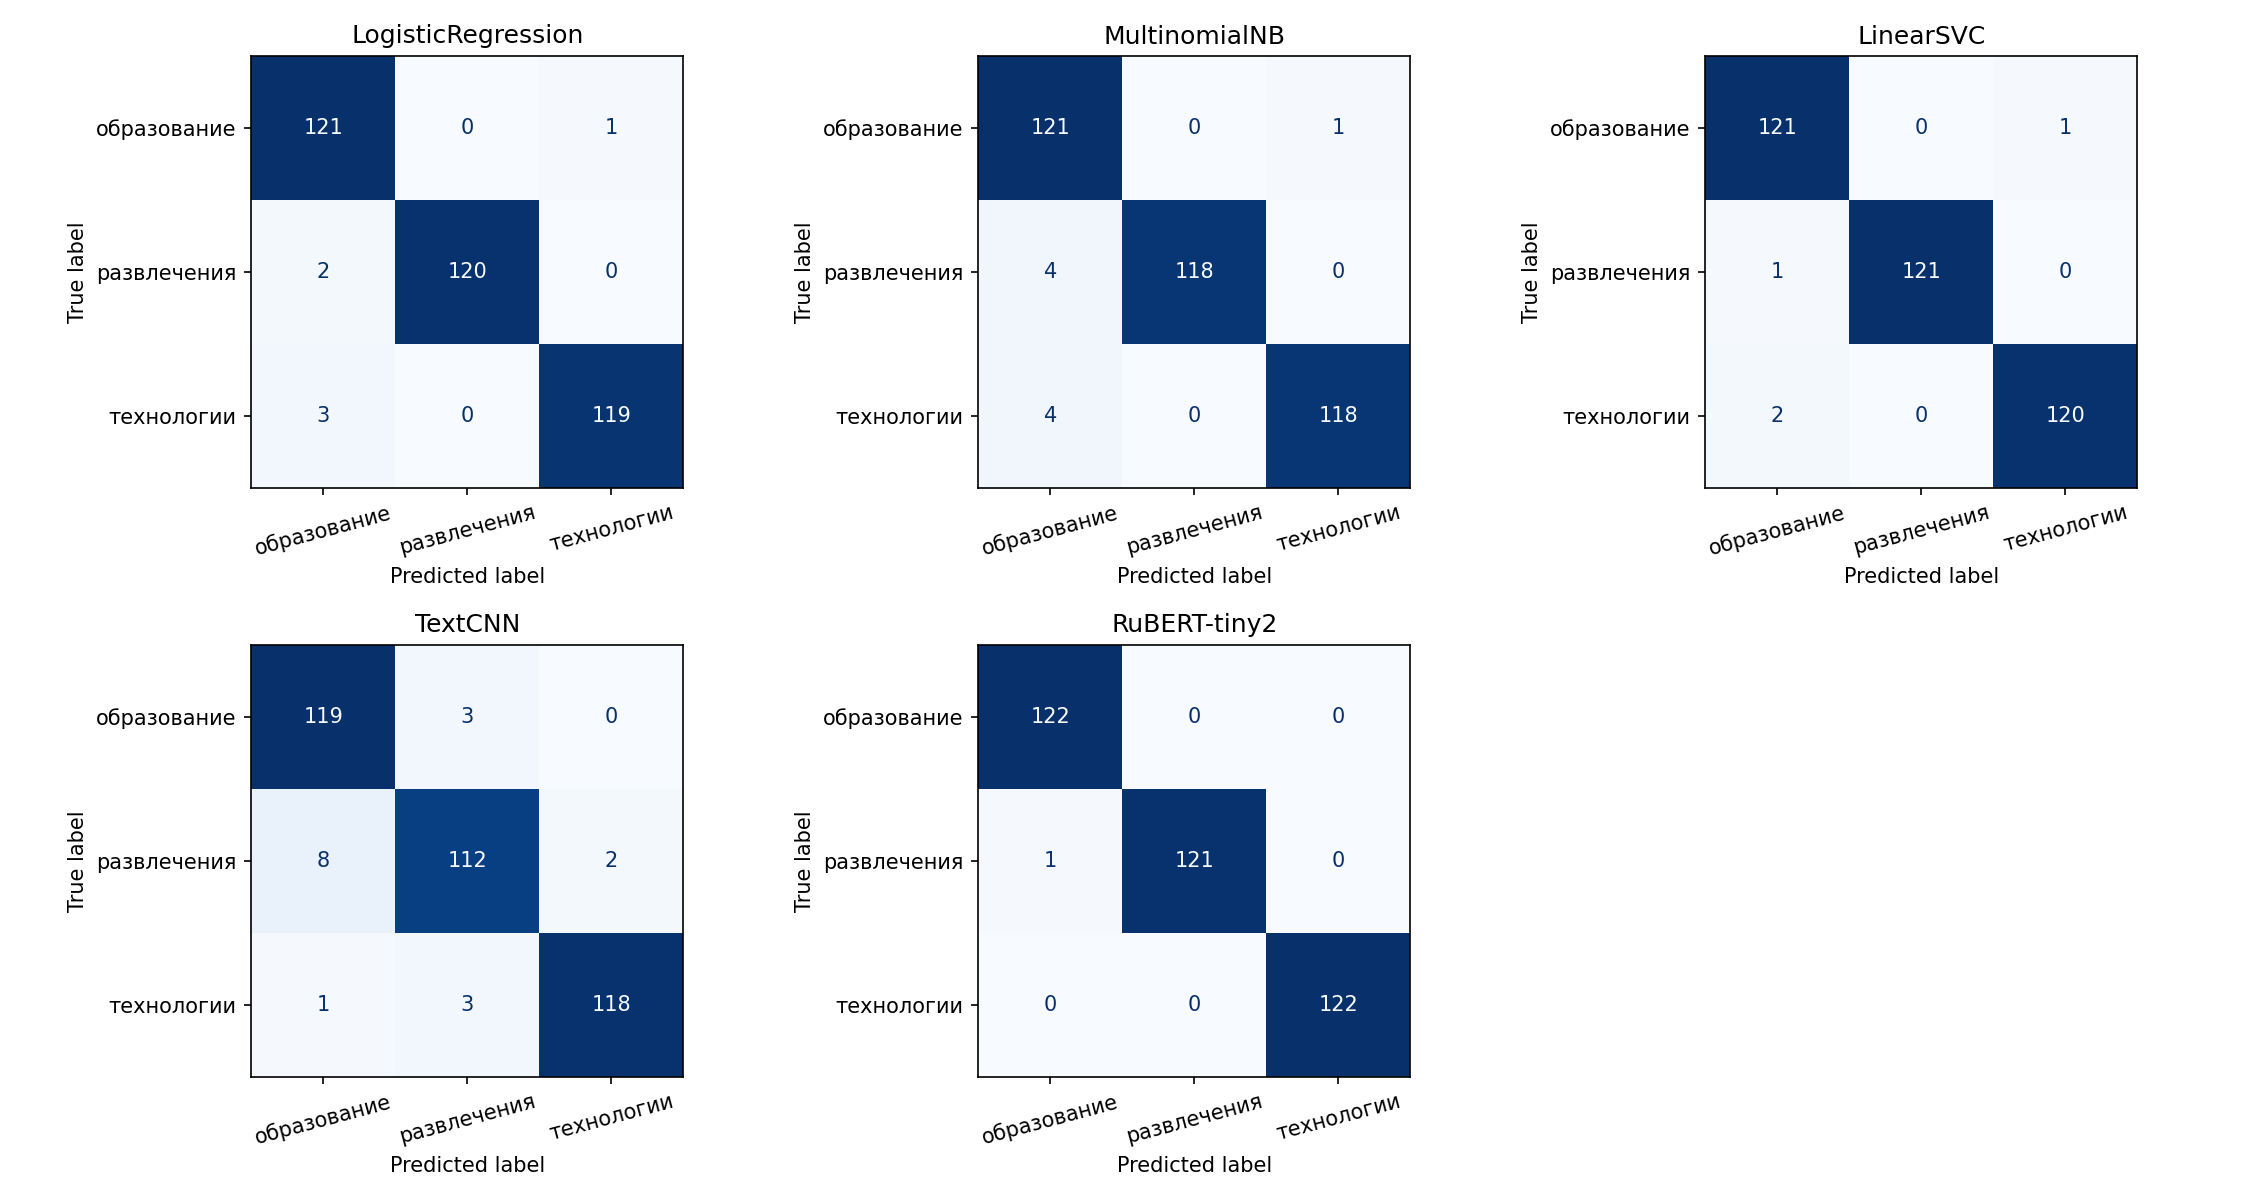 LogisticRegression
True label
образование 121 0 1
развлечения 2 120 0
технологии 3 0 119
образование развлечения технологии
Predicted label
MultinomialNB
True label
образование 121 0 1
развлечения 4 118 0
технологии 4 0 118
образование развлечения технологии
Predicted label
LinearSVC
True label
образование 121 0 1
развлечения 1 121 0
технологии 2 0 120
образование развлечения технологии
Predicted label
TextCNN
True label
образование 119 3 0
развлечения 8 112 2
технологии 1 3 118
образование развлечения технологии
Predicted label
RuBERT-tiny2
True label
образование 122 0 0
развлечения 1 121 0
технологии 0 0 122
образование развлечения технологии
Predicted label